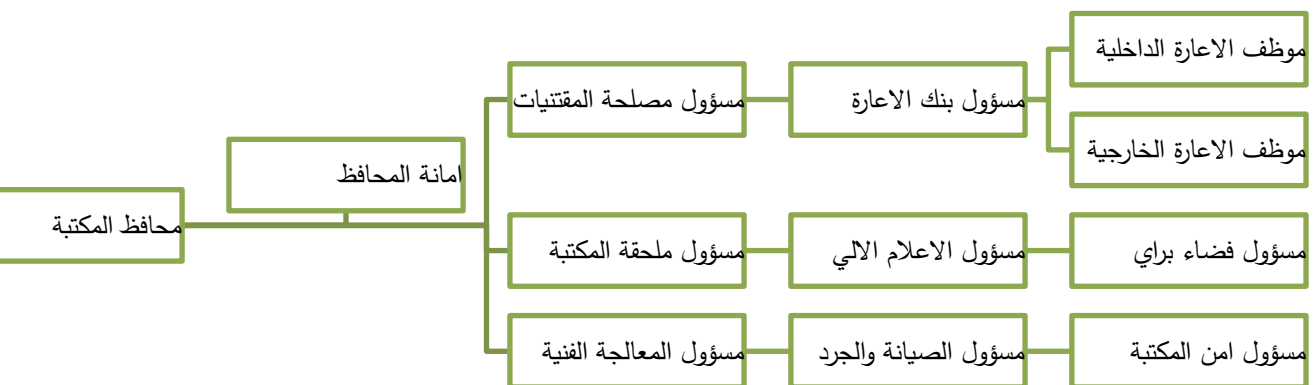 موظف الاعارة الداخلية
مسؤول مصلحة المقتنيات
مسؤول بنك الاعارة
موظف الاعارة الخارجية
امانة المحافظ
محافظ المكتبة
مسؤول ملحقة المكتبة
مسؤول الاعلام الالي
مسؤول فضاء براي
مسؤول المعالجة الفنية
مسؤول الصيانة والجرد
مسؤول امن المكتبة